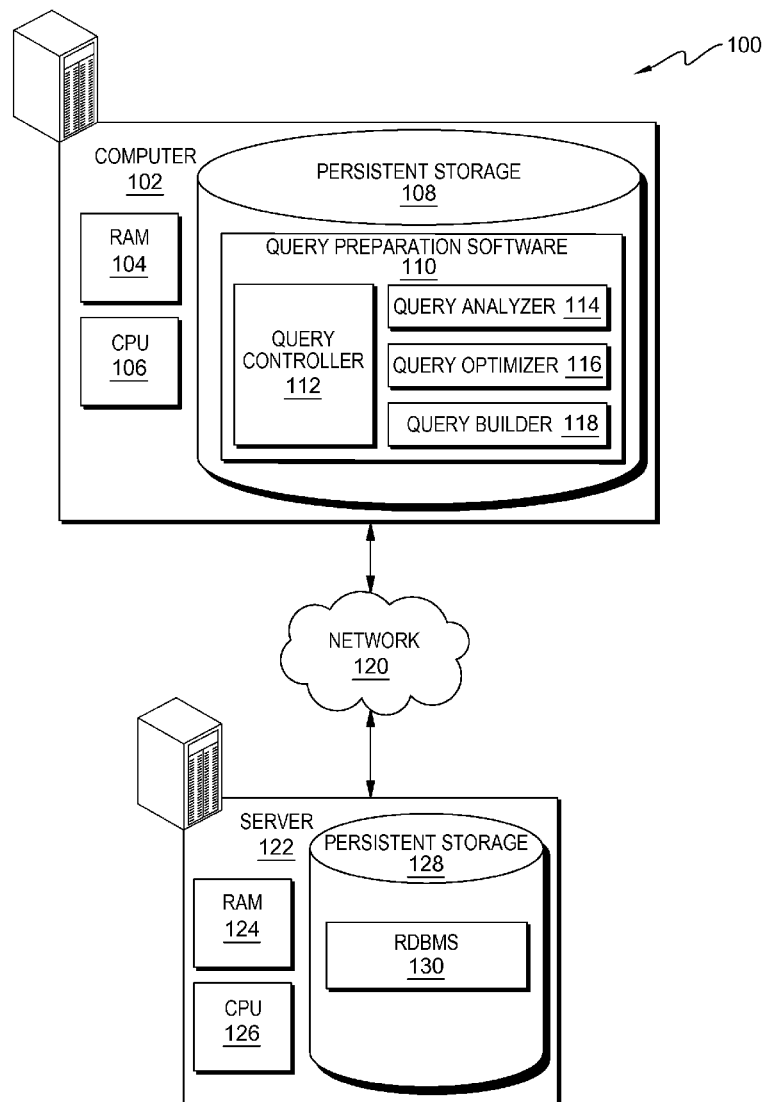 100
COMPUTER
102
PERSISTENT STORAGE
108
RAM
104
CPU
106
QUERY PREPARATION SOFTWARE
110
QUERY
CONTROLLER
112
QUERY ANALYZER 114
QUERY OPTIMIZER 116
QUERY BUILDER 118
NETWORK
120
SERVER
122
PERSISTENT STORAGE
128
RAM
124
CPU
126
RDBMS
130